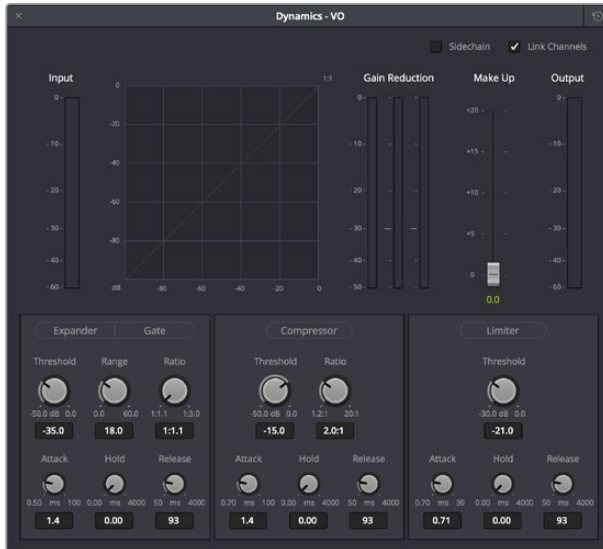 Dynamics - VO
Sidechain Link Channels
Input Gain Reduction Make Up Output
1:1
0 0- 0- 0-
+20 -
-20
-10- -10- +15 - -10-
-40
-20- -20- +10 - -20-
-60
-30- -30- +5 - -30-
-80
-40- -40- 0 - -40-
-60- -50- -60-
dB -80 -60 -40 -20 0
0.0
Expander Gate Compressor Limiter
Threshold Range Ratio Threshold Ratio Threshold
-50.0 dB 0.0 0.0 60.0 1:1.1 1:3.0 -50.0 dB 0.0 1.2:1 20:1 -30.0 dB 0.0
-35.0 18.0 1:1.1 -15.0 2.0:1 -21.0
Attack Hold Release Attack Hold Release Attack Hold Release
0.50 ms 100 0.00 ms 4000 50 ms 4000 0.70 ms 100 0.00 ms 4000 50 ms 4000 0.70 ms 30 0.00 ms 4000 50 ms 4000
1.4 0.00 93 1.4 0.00 93 0.71 0.00 93